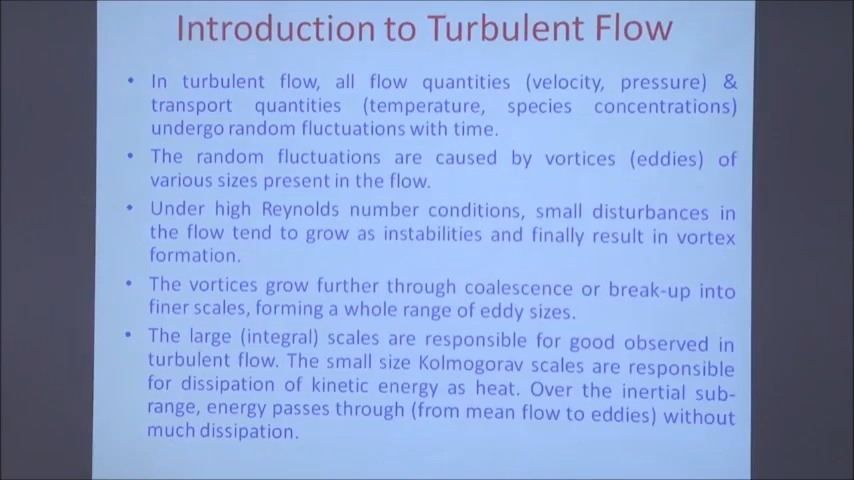 Introduction to Turbulent Flow
• In turbulent flow, all flow quantities (velocity, pressure) &
transport quantities (temperature, species concentrations)
undergo random fluctuations with time.
• The random fluctuations are caused by vortices (eddies) of
various sizes present in the flow.
• Under high Reynolds number conditions, small disturbances in
the flow tend to grow as instabilities and finally result in vortex
formation.
• The vortices grow further through coalescence or break-up into
finer scales, forming a whole range of eddy sizes.
• The large (integral) scales are responsible for good observed in
turbulent flow. The small size Kolmogorav scales are responsible
for dissipation of kinetic energy as heat. Over the inertial sub-
range, energy passes through (from mean flow to eddies) without
much dissipation.